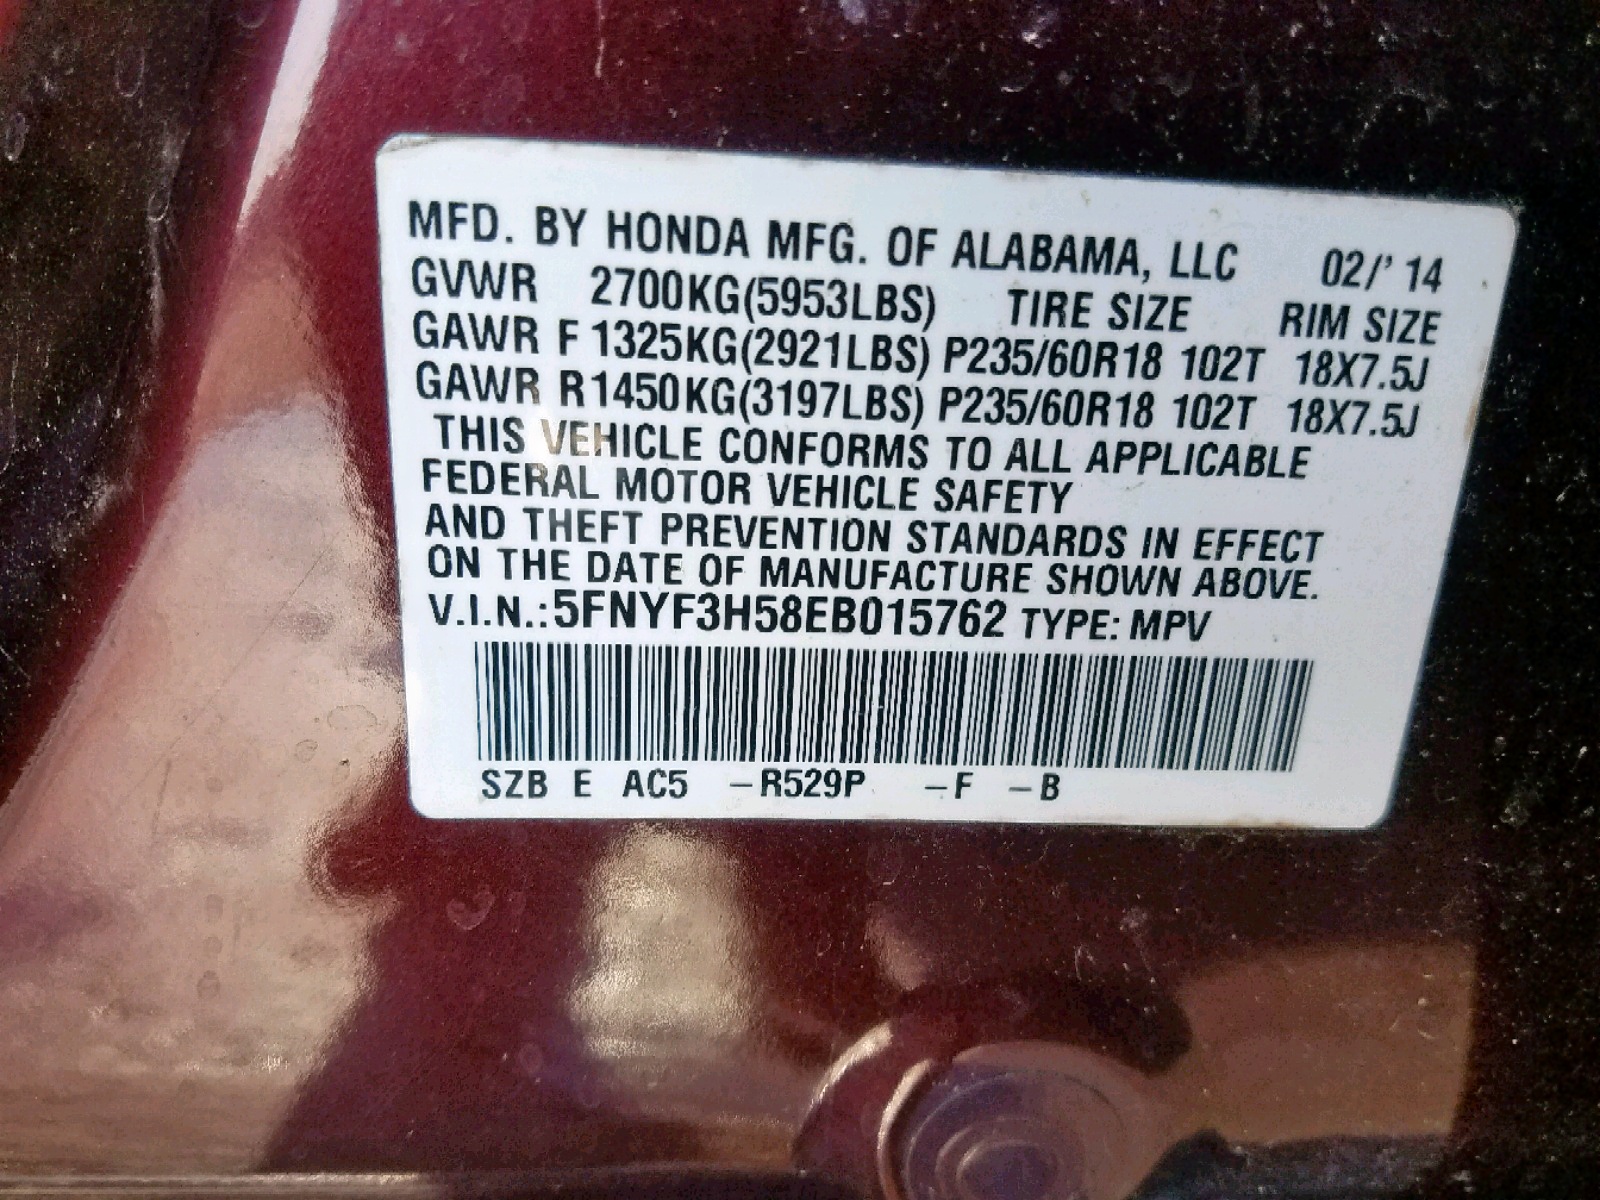 MFD. BY HONDA MFG. OF ALABAMA, LLC 02/' 14
GVWR 2700KG(5953LBS) TIRE SIZE RIM SIZE
GAWR F 1325KG(2921LBS) P235/60R18 102T 18X7.5J
GAWR R1450KG(3197LBS) P235/60R18 102T 18X7.5J
THIS VEHICLE CONFORMS TO ALL APPLICABLE
FEDERAL MOTOR VEHICLE SAFETY
AND THEFT PREVENTION STANDARDS IN EFFECT
ON THE DATE OF MANUFACTURE SHOWN ABOVE.
V.I.N.:5FNYF3H58EB015762 TYPE: MPV
SZB E AC5 –R529P –F –B